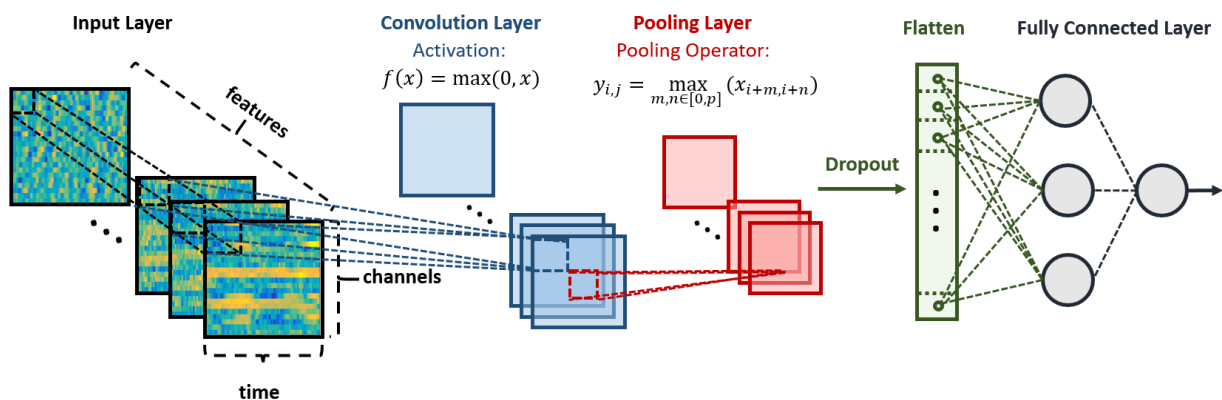 Input Layer
features
channels
time
Convolution Layer
Activation:
f(x) = max(0, x)
Pooling Layer
Pooling Operator:
y_{i,j} = max_{m,n∈[0,p]} (x_{i+m,i+n})
Dropout
Flatten
Fully Connected Layer